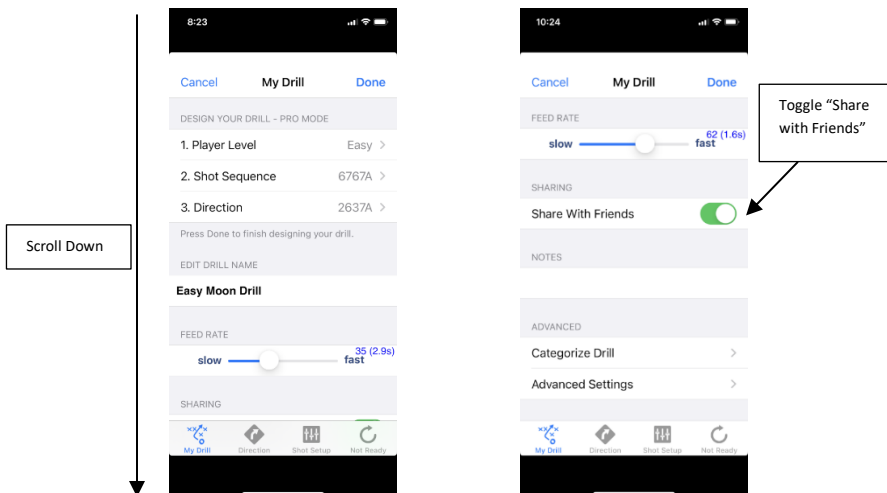 Scroll Down
8:23
Cancel My Drill Done
DESIGN YOUR DRILL - PRO MODE
1. Player Level Easy >
2. Shot Sequence 6767A >
3. Direction 2637A >
Press Done to finish designing your drill.
EDIT DRILL NAME
Easy Moon Drill
FEED RATE
35 (2.9s)
slow fast
SHARING
My Drill Direction Shot Setup Not Ready
10:24
Cancel My Drill Done
FEED RATE
62 (1.6s)
slow fast
SHARING
Share With Friends
NOTES
ADVANCED
Categorize Drill >
Advanced Settings >
My Drill Direction Shot Setup Not Ready
Toggle “Share
with Friends”